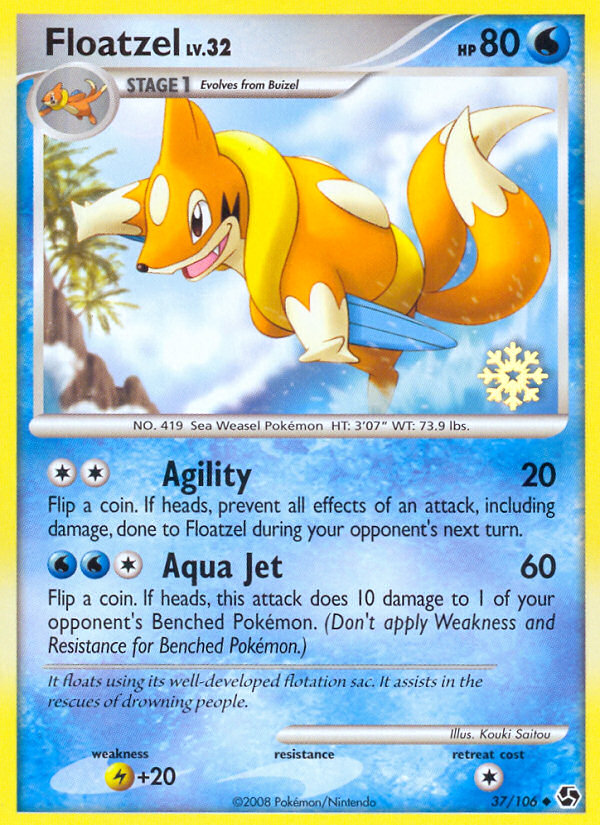 Floatzel LV.32 HP 80
STAGE 1 Evolves from Buizel
NO. 419 Sea Weasel Pokémon HT: 3'07" WT: 73.9 lbs.
Agility 20
Flip a coin. If heads, prevent all effects of an attack, including
damage, done to Floatzel during your opponent's next turn.
Aqua Jet 60
Flip a coin. If heads, this attack does 10 damage to 1 of your
opponent's Benched Pokémon. (Don't apply Weakness and
Resistance for Benched Pokémon.)
It floats using its well-developed flotation sac. It assists in the
rescues of drowning people.
Illus. Kouki Saitou
weakness resistance retreat cost
+20
©2008 Pokémon/Nintendo 37/106